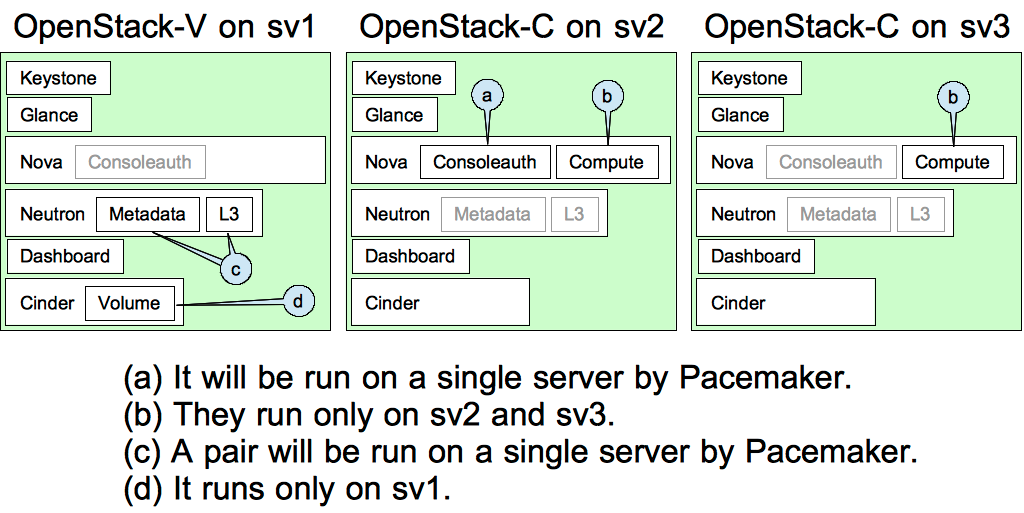 OpenStack-V on sv1
Keystone
Glance
Nova Consoleauth
Neutron Metadata L3
c
Dashboard
Cinder Volume d
OpenStack-C on sv2
Keystone
a b
Glance
Nova Consoleauth Compute
Neutron Metadata L3
Dashboard
Cinder
OpenStack-C on sv3
Keystone
b
Glance
Nova Consoleauth Compute
Neutron Metadata L3
Dashboard
Cinder
(a) It will be run on a single server by Pacemaker.
(b) They run only on sv2 and sv3.
(c) A pair will be run on a single server by Pacemaker.
(d) It runs only on sv1.